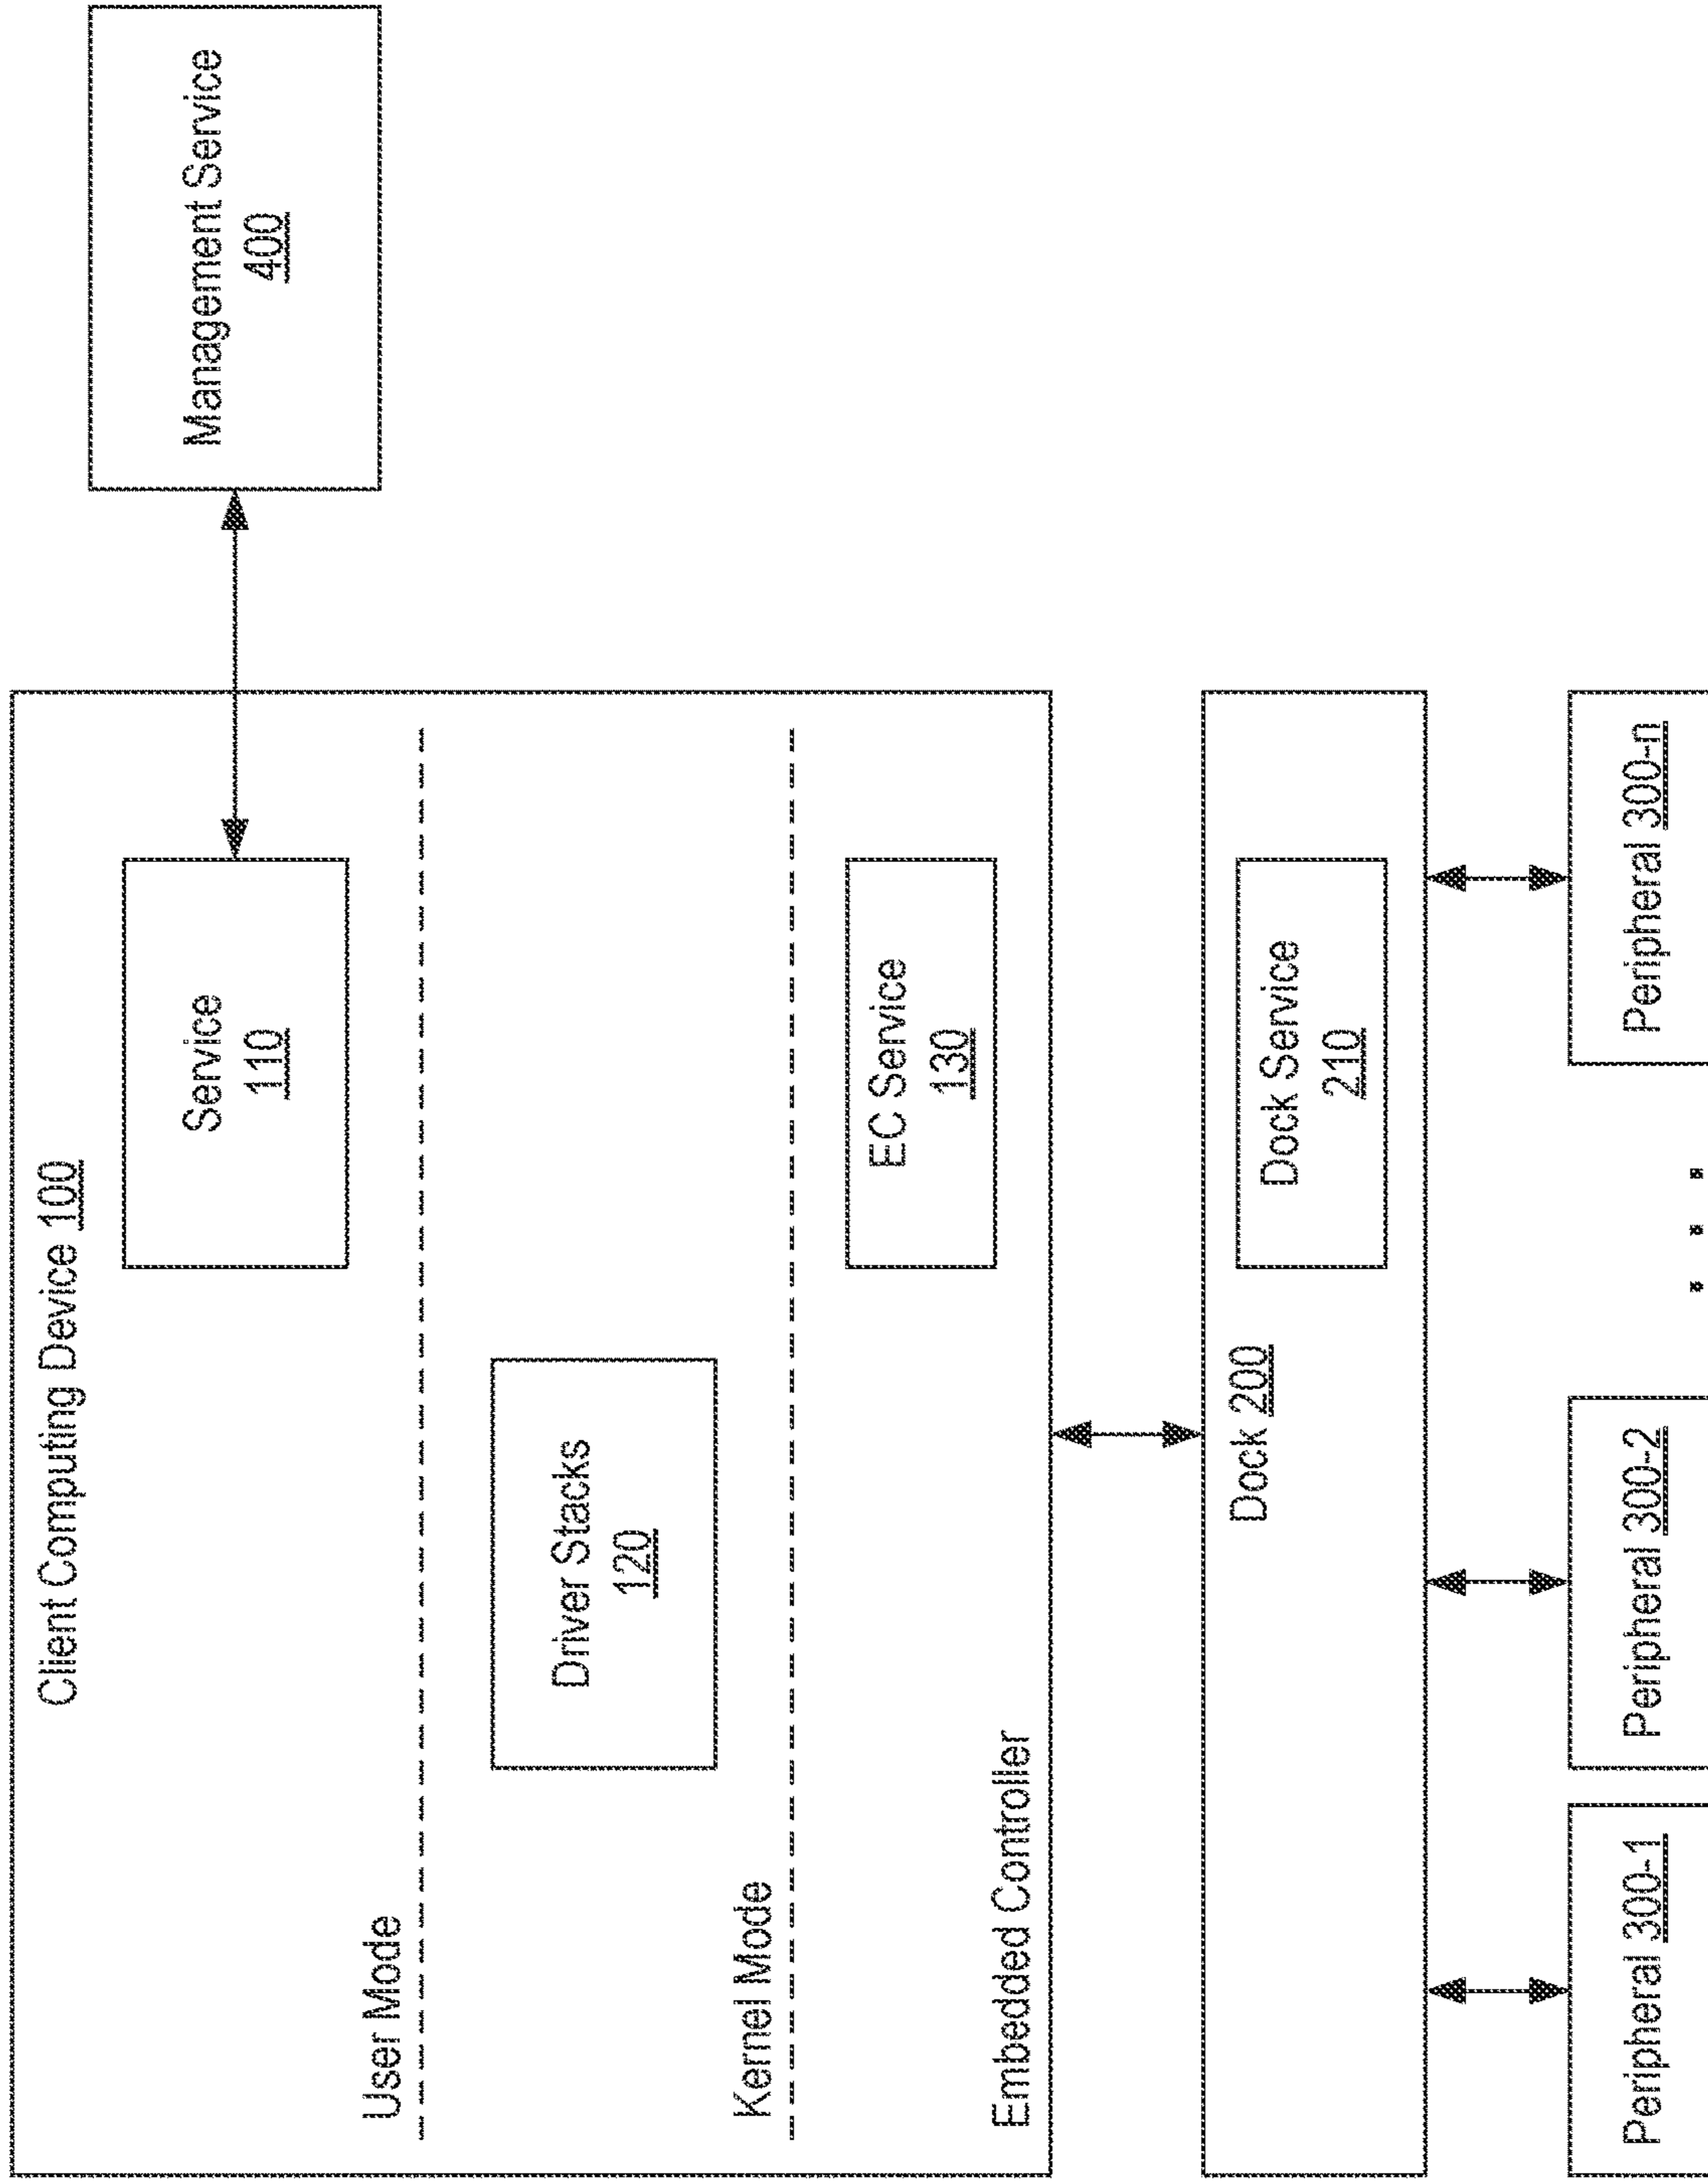 Client Computing Device 100
Service
110
Management Service
400
User Mode
Driver Stacks
120
Kernel Mode
EC Service
130
Embedded Controller
Dock 200
Dock Service
210
Peripheral 300-1
Peripheral 300-2
. . .
Peripheral 300-n